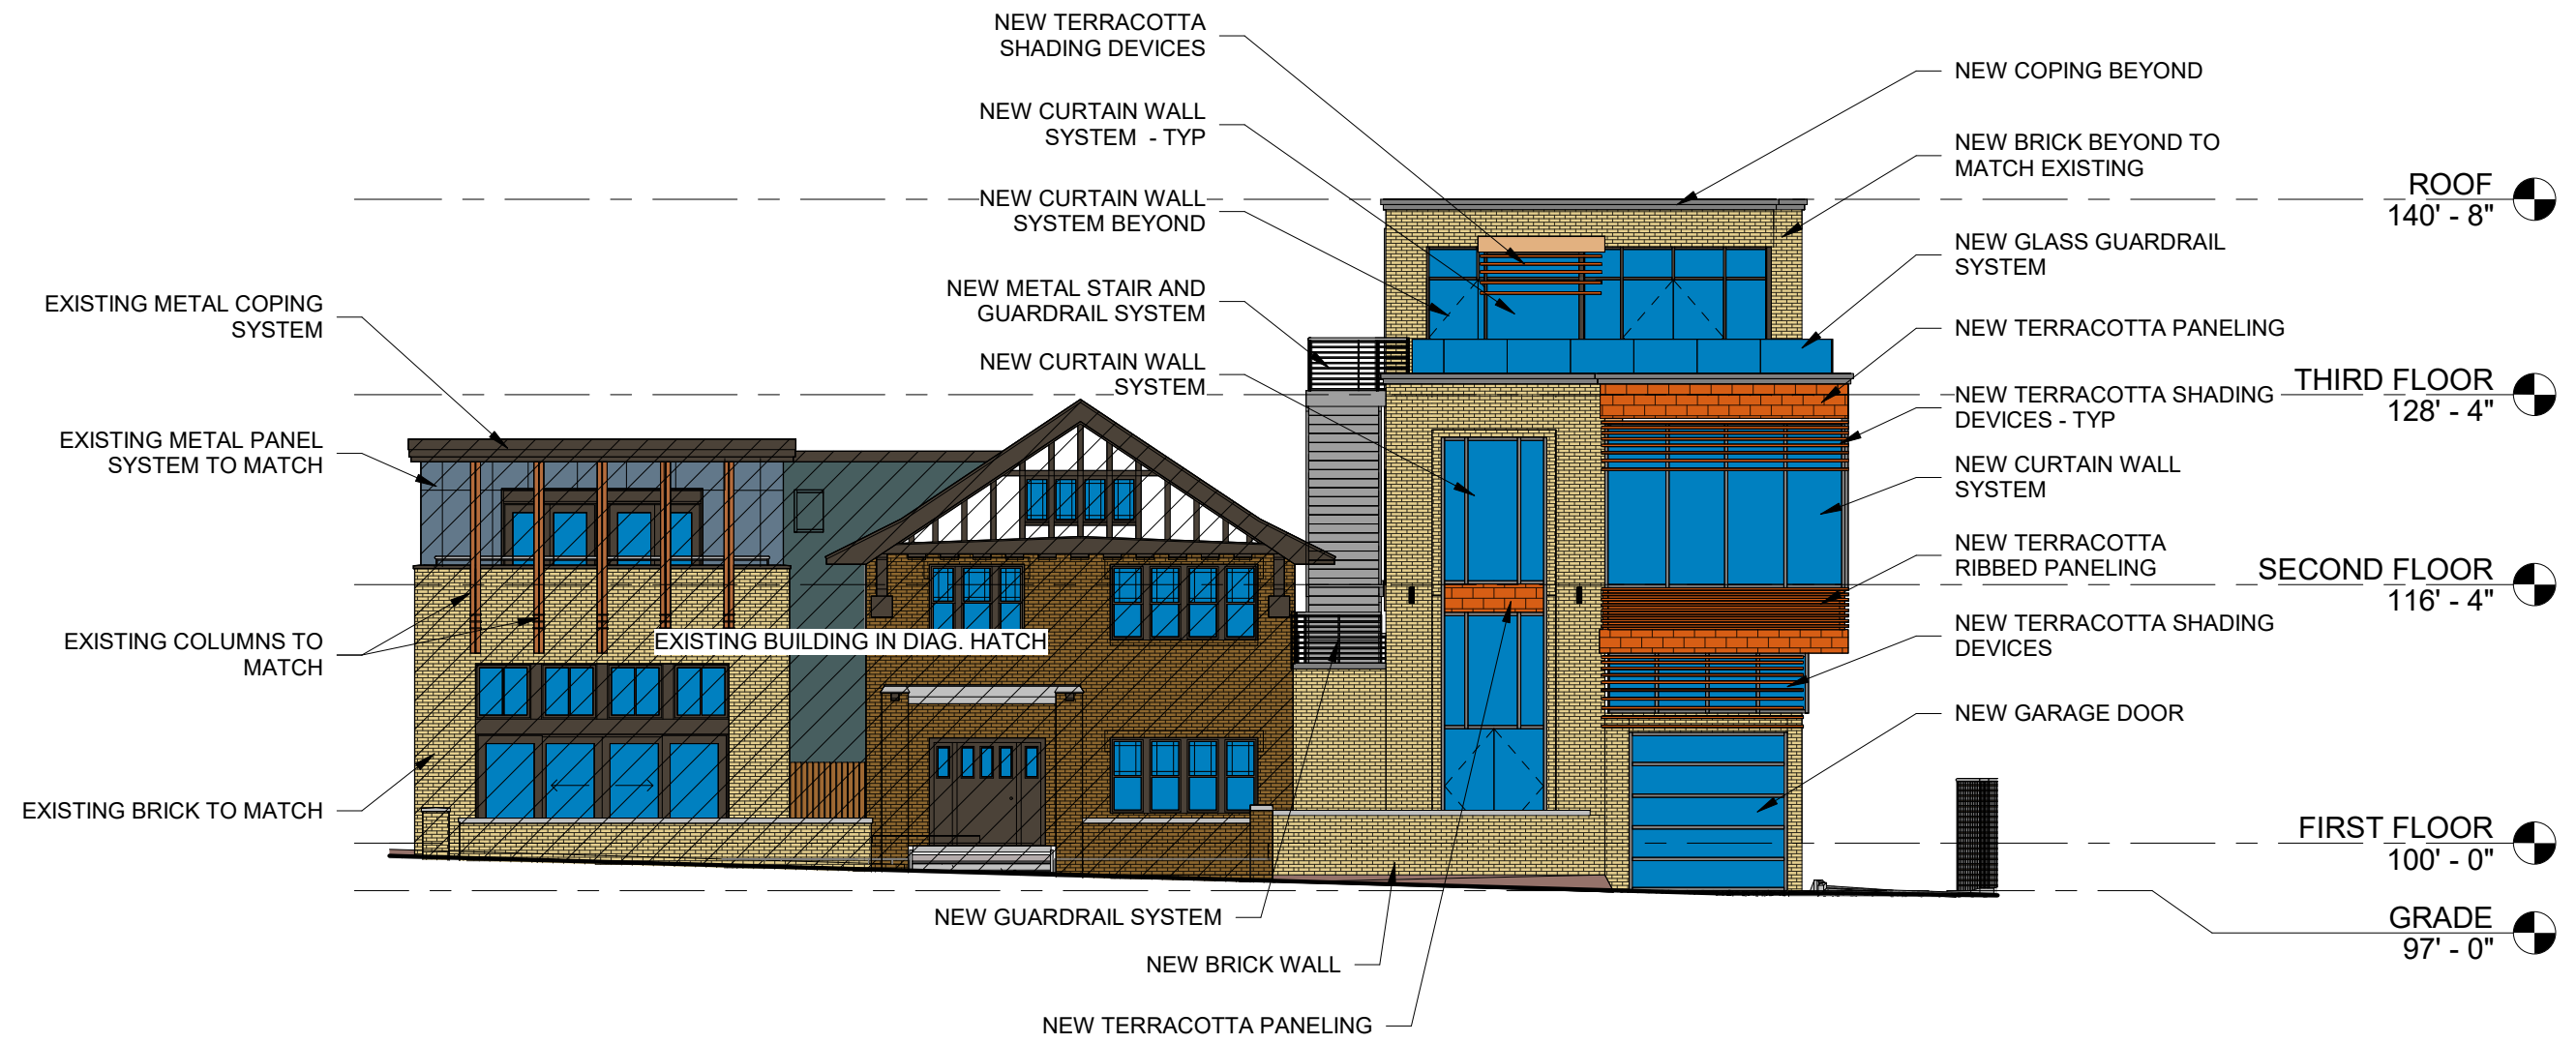 NEW TERRACOTTA
SHADING DEVICES
NEW CURTAIN WALL
SYSTEM - TYP
NEW CURTAIN WALL
SYSTEM BEYOND
NEW METAL STAIR AND
GUARDRAIL SYSTEM
NEW CURTAIN WALL
SYSTEM
EXISTING METAL COPING
SYSTEM
EXISTING METAL PANEL
SYSTEM TO MATCH
EXISTING COLUMNS TO
MATCH
EXISTING BRICK TO MATCH
EXISTING BUILDING IN DIAG. HATCH
NEW COPING BEYOND
NEW BRICK BEYOND TO
MATCH EXISTING
NEW GLASS GUARDRAIL
SYSTEM
NEW TERRACOTTA PANELING
NEW TERRACOTTA SHADING
DEVICES - TYP
NEW CURTAIN WALL
SYSTEM
NEW TERRACOTTA
RIBBED PANELING
NEW TERRACOTTA SHADING
DEVICES
NEW GARAGE DOOR
ROOF
140' - 8"
THIRD FLOOR
128' - 4"
SECOND FLOOR
116' - 4"
FIRST FLOOR
100' - 0"
GRADE
97' - 0"
NEW GUARDRAIL SYSTEM
NEW BRICK WALL
NEW TERRACOTTA PANELING